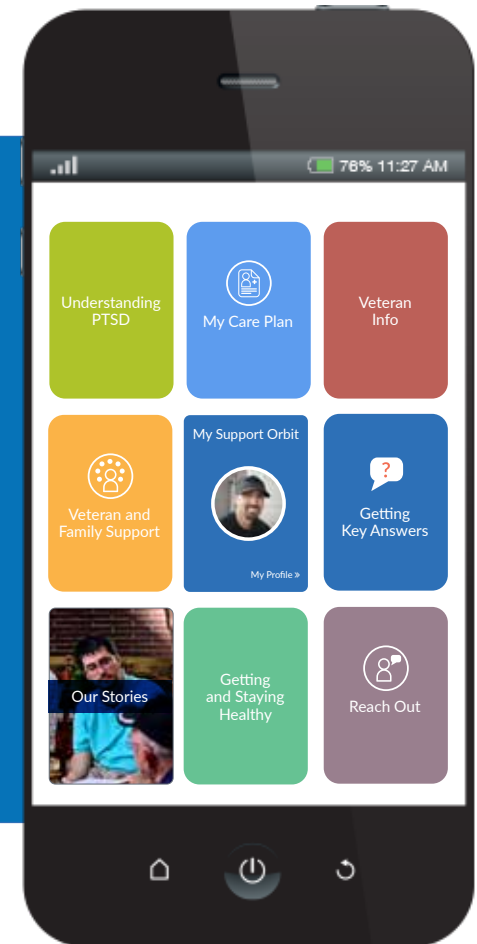 76% 11:27 AM
Understanding
PTSD
My Care Plan
Veteran
Info
Veteran and
Family Support
My Support Orbit
My Profile »
?
Getting
Key Answers
Our Stories
Getting
and Staying
Healthy
Reach Out